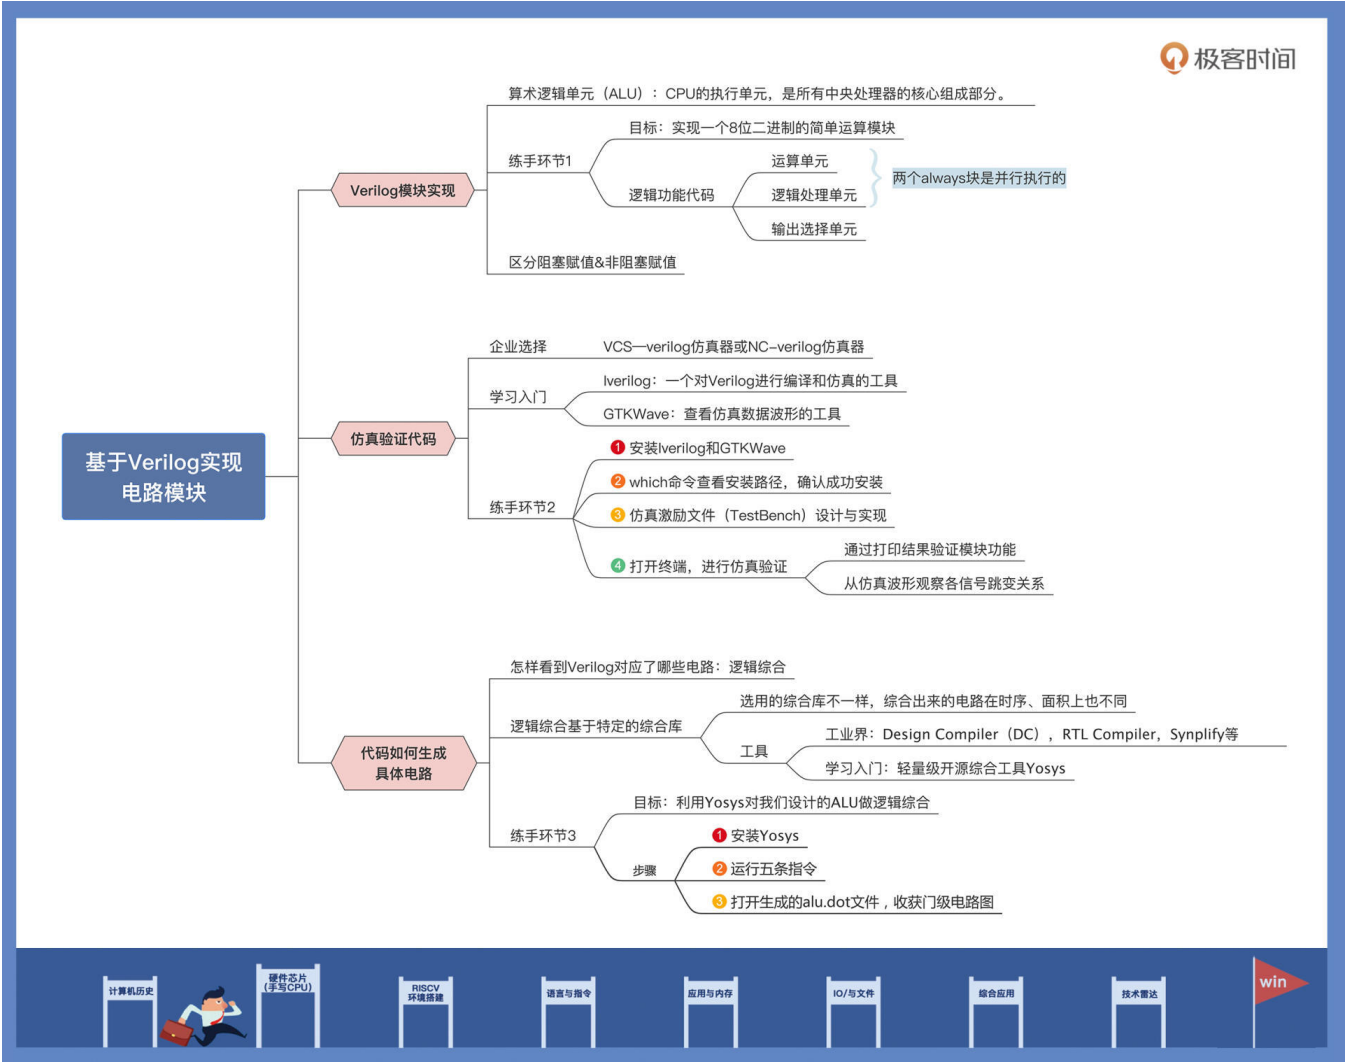 极客时间
算术逻辑单元（ALU）：CPU的执行单元，是所有中央处理器的核心组成部分。
目标：实现一个8位二进制的简单运算模块
练手环节1
运算单元
两个always块是并行执行的
Verilog模块实现
逻辑功能代码
逻辑处理单元
输出选择单元
区分阻塞赋值&非阻塞赋值
企业选择
VCS—verilog仿真器或NC-verilog仿真器
学习入门
Iverilog：一个对Verilog进行编译和仿真的工具
GTKWave：查看仿真数据波形的工具
仿真验证代码
1 安装Iverilog和GTKWave
2 which命令查看安装路径，确认成功安装
练手环节2
3 仿真激励文件（TestBench）设计与实现
4 打开终端，进行仿真验证
通过打印结果验证模块功能
从仿真波形观察各信号跳变关系
基于Verilog实现
电路模块
怎样看到Verilog对应了哪些电路：逻辑综合
选用的综合库不一样，综合出来的电路在时序、面积上也不同
逻辑综合基于特定的综合库
工具
工业界：Design Compiler（DC），RTL Compiler，Synplify等
学习入门：轻量级开源综合工具Yosys
代码如何生成
具体电路
目标：利用Yosys对我们设计的ALU做逻辑综合
练手环节3
步骤
1 安装Yosys
2 运行五条指令
3 打开生成的alu.dot文件，收获门级电路图
计算机历史
硬件芯片
（手写CPU）
RISCV
环境搭建
语言与指令
应用与内存
IO/与文件
综合应用
技术雷达
win